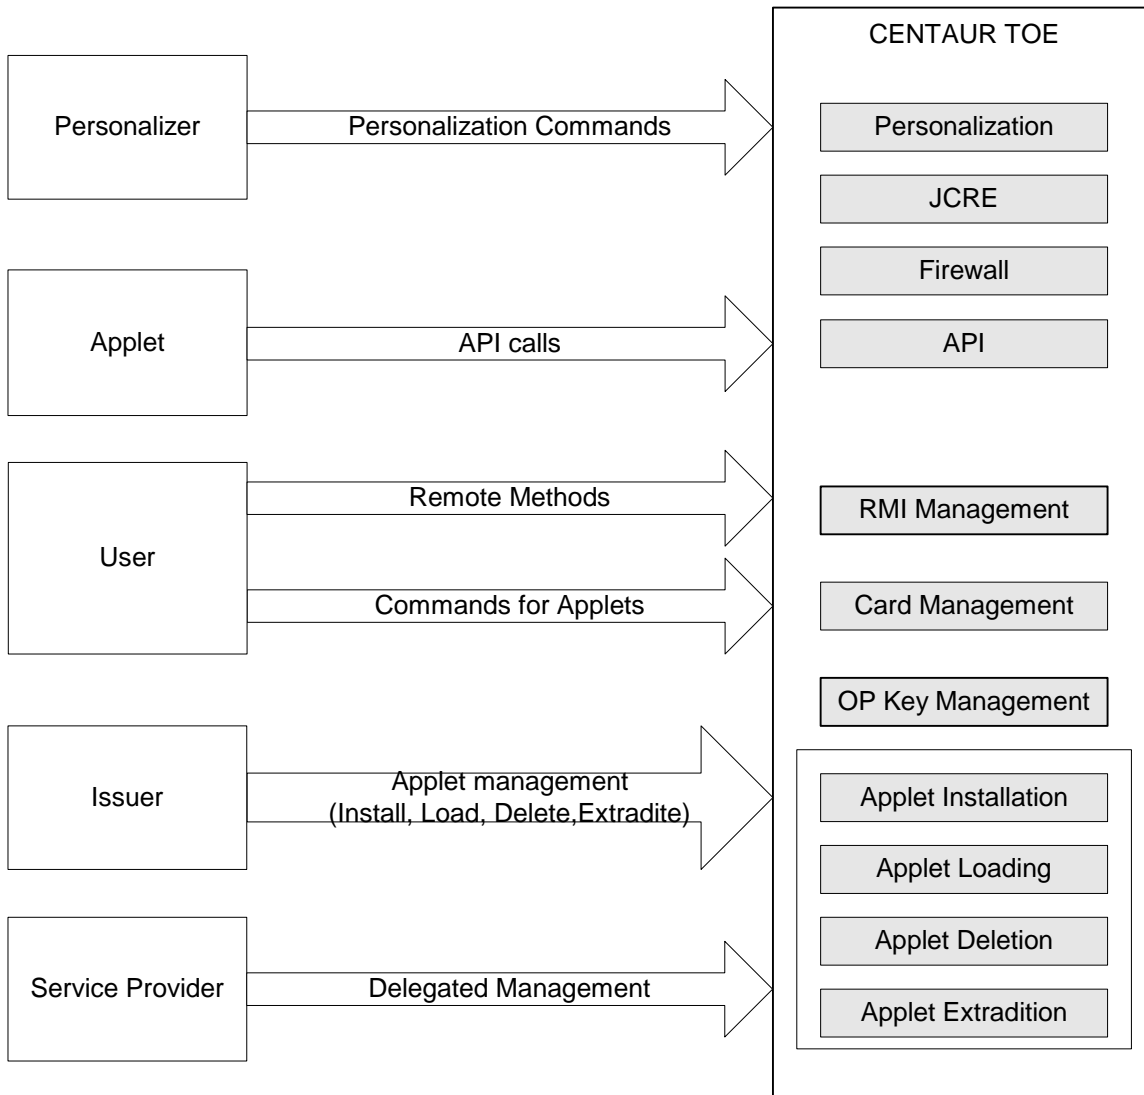 CENTAUR TOE
Personalizer
Personalization Commands
Personalization
JCRE
Firewall
Applet
API calls
API
User
Remote Methods
RMI Management
Commands for Applets
Card Management
OP Key Management
Issuer
Applet management
(Install, Load, Delete,Extradite)
Applet Installation
Applet Loading
Applet Deletion
Service Provider
Delegated Management
Applet Extradition